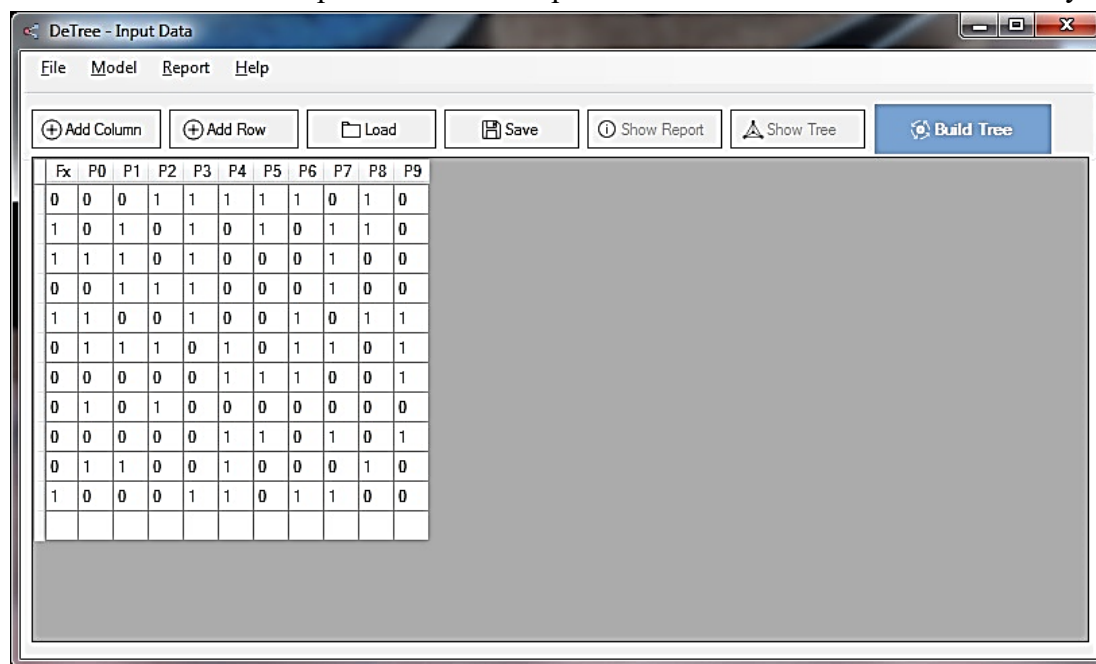 DeTree - Input Data
File Model Report Help
Add Column Add Row Load Save Show Report Show Tree Build Tree
Fx P0 P1 P2 P3 P4 P5 P6 P7 P8 P9
0 0 0 1 1 1 1 1 0 1 0
1 0 1 0 1 0 1 0 1 1 0
1 1 1 0 1 0 0 0 1 0 0
0 0 1 1 1 0 0 0 1 0 0
1 1 0 0 1 0 0 1 0 1 1
0 1 1 1 0 1 0 1 1 0 1
0 0 0 0 0 1 1 1 0 0 1
0 1 0 1 0 0 0 0 0 0 0
0 0 0 0 0 1 1 0 1 0 1
0 1 1 0 0 1 0 0 0 1 0
1 0 0 0 1 1 0 1 1 0 0